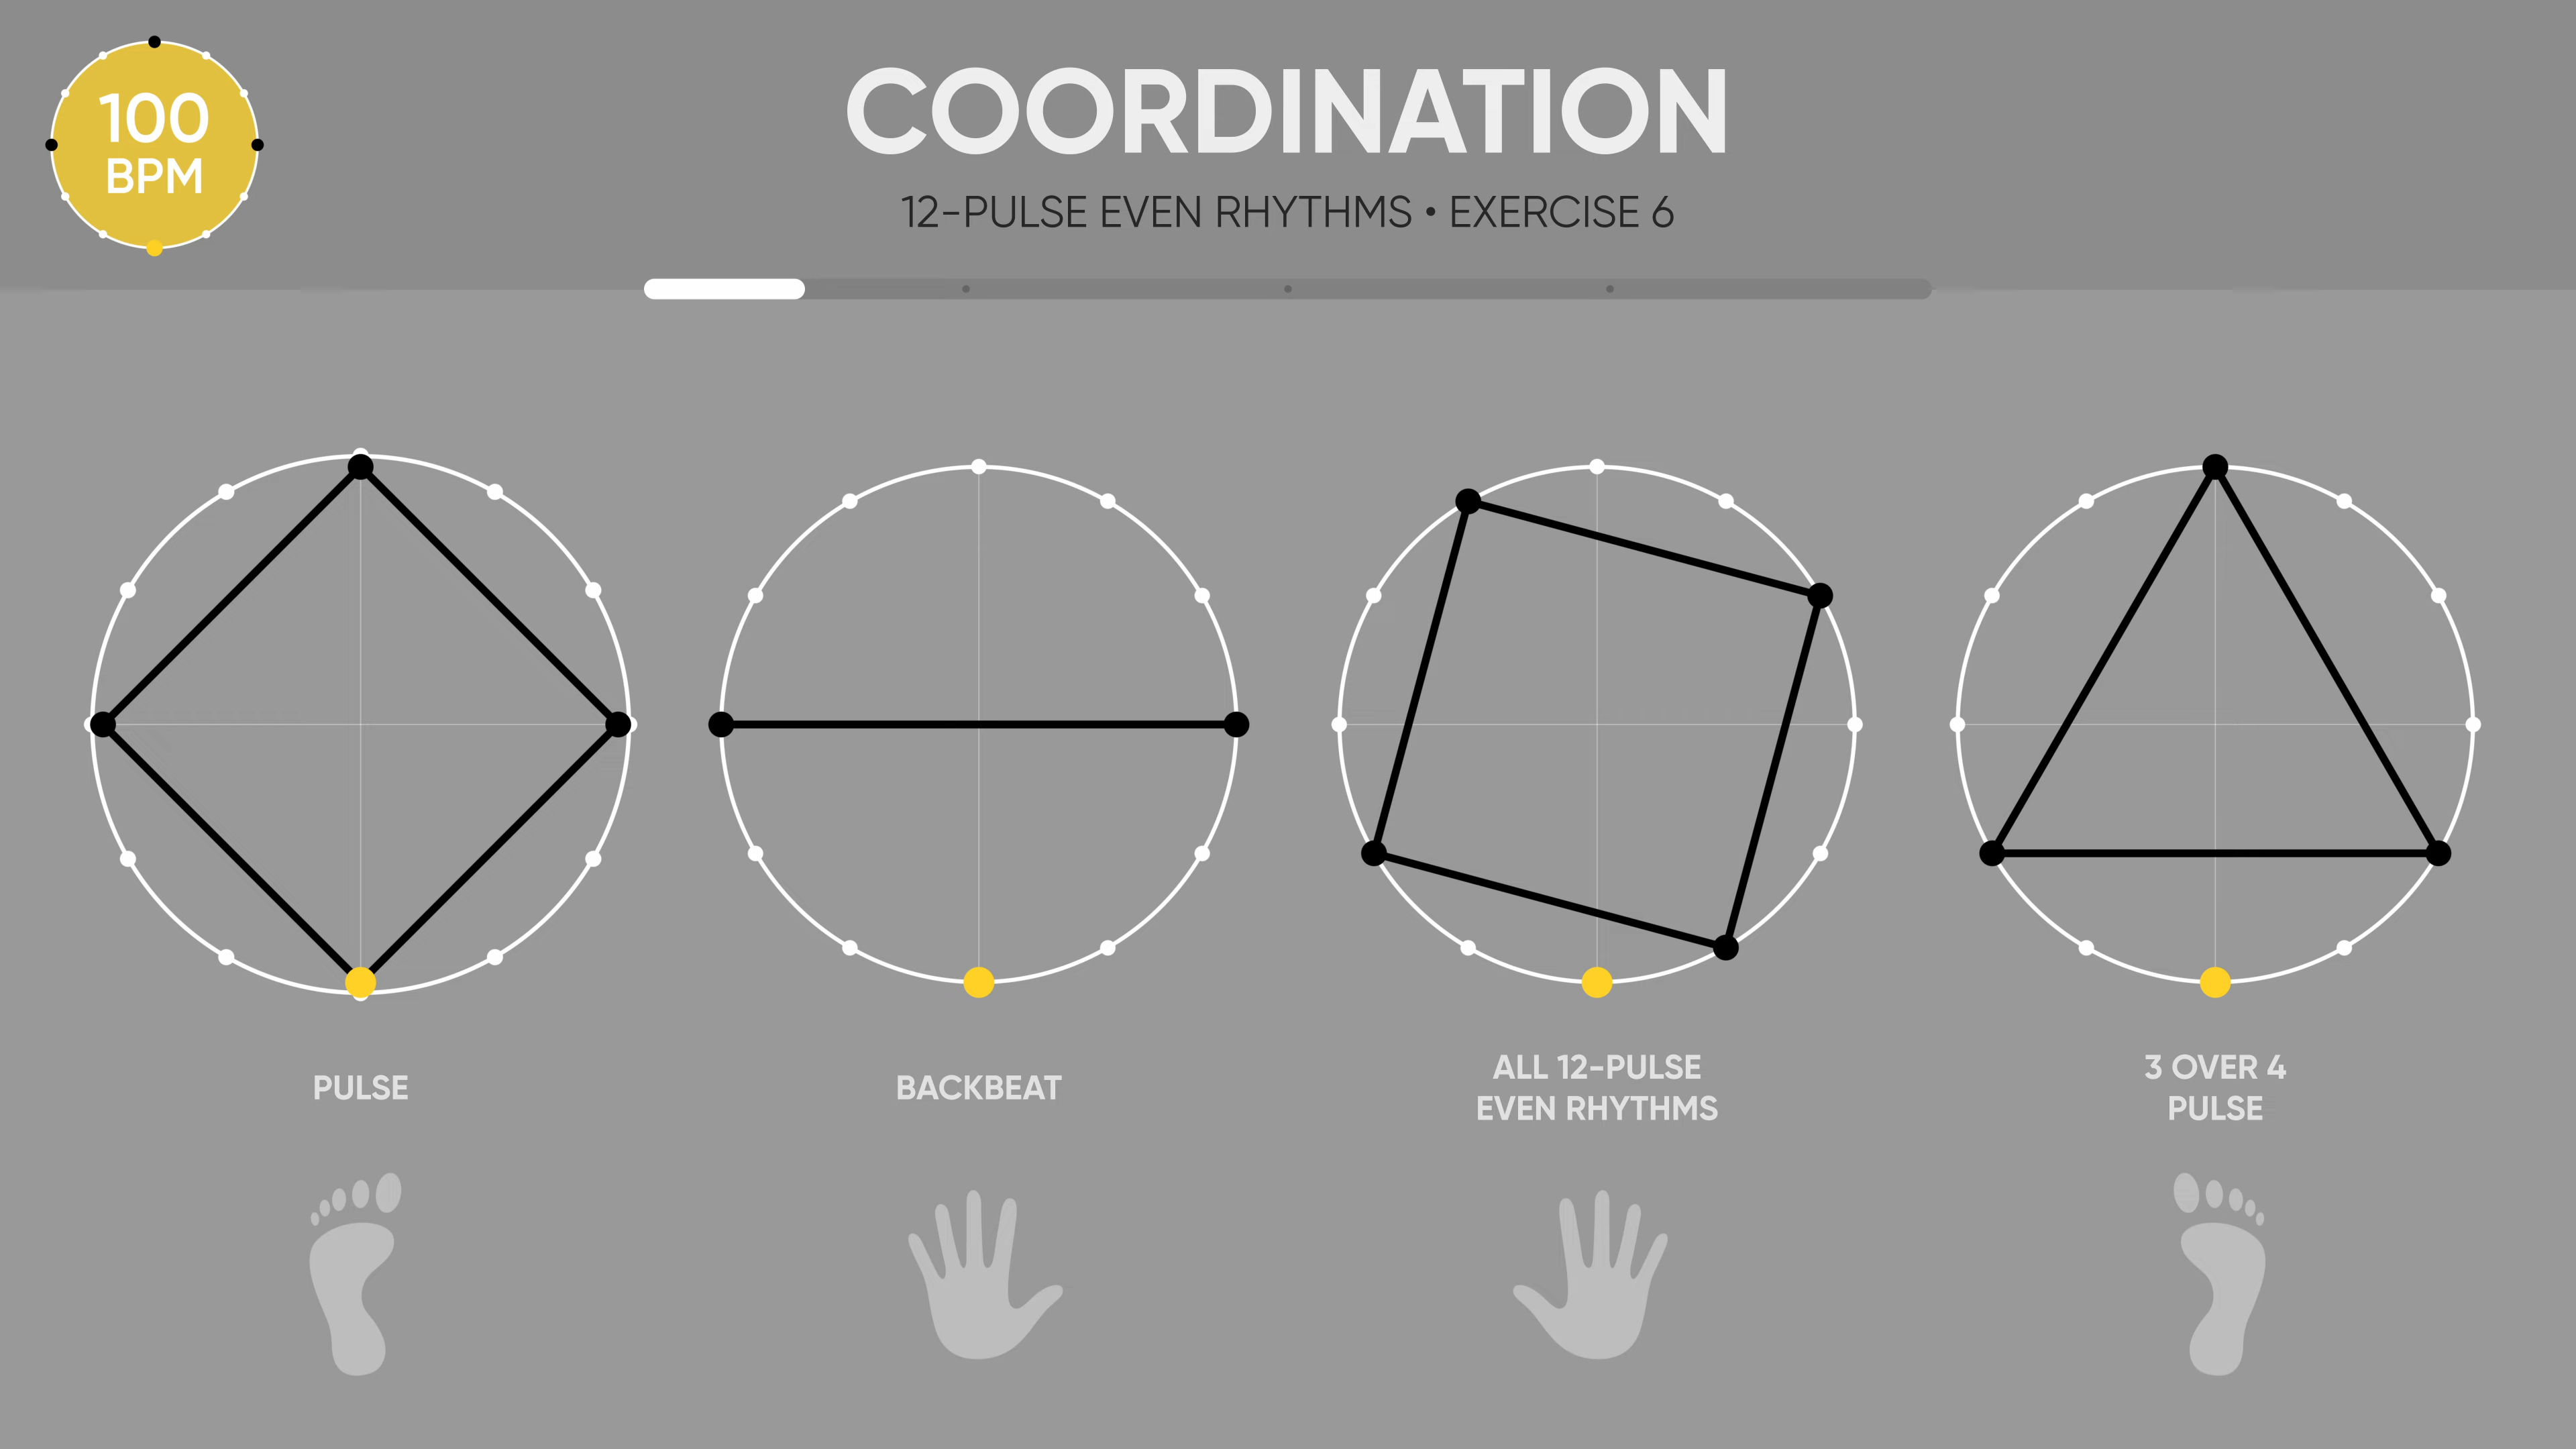 100
BPM
COORDINATION
12-PULSE EVEN RHYTHMS • EXERCISE 6
PULSE
BACKBEAT
ALL 12-PULSE
EVEN RHYTHMS
3 OVER 4
PULSE